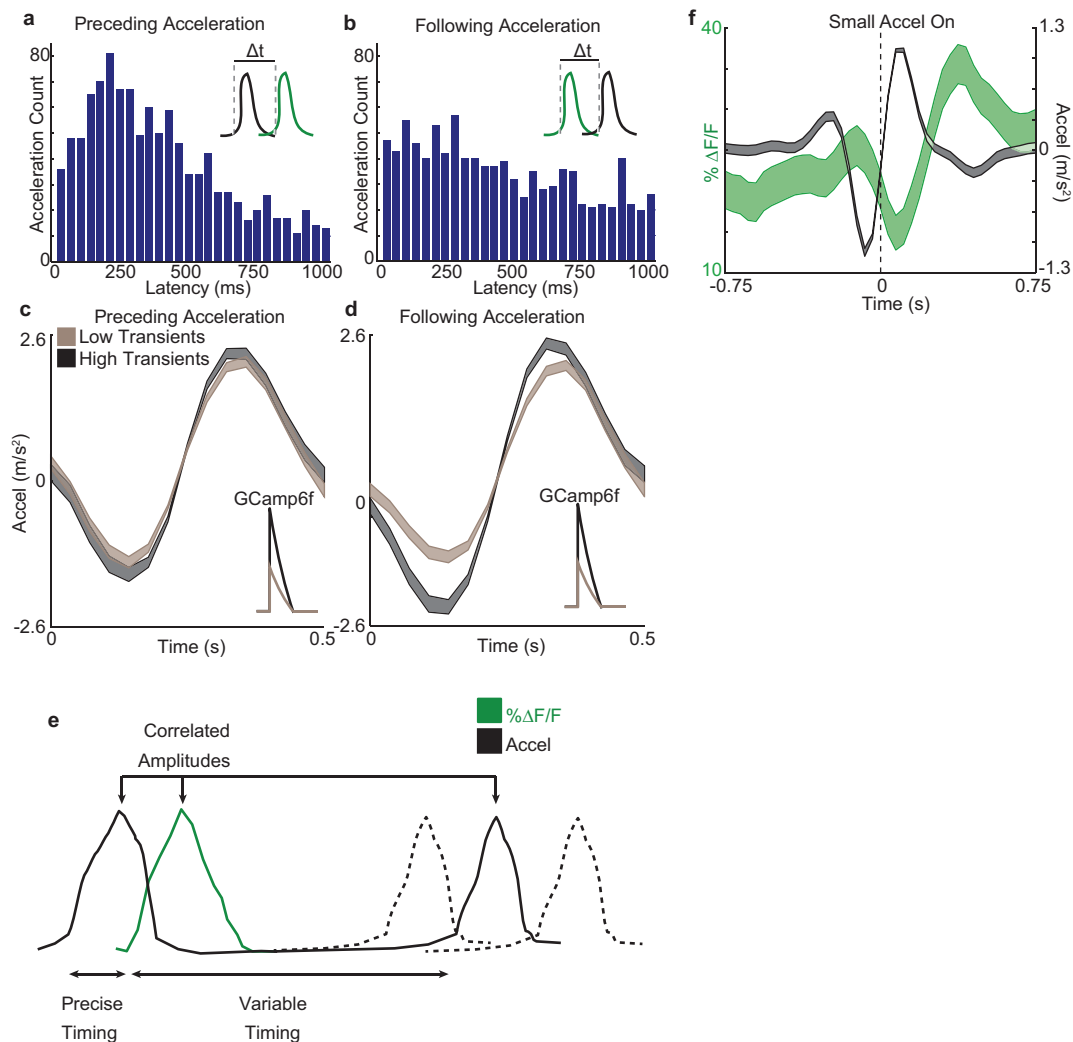 a Preceding Acceleration
Acceleration Count
80
40
0
Δt
0 250 500 750 1000
Latency (ms)
b Following Acceleration
Acceleration Count
80
40
0
Δt
0 250 500 750 1000
Latency (ms)
f Small Accel On
40
% ΔF/F
10
1.3
0
-1.3
Accel (m/s²)
-0.75 0 0.75
Time (s)
c Preceding Acceleration
Low Transients
High Transients
2.6
0
-2.6
Accel (m/s²)
GCamp6f
0 0.5
Time (s)
d Following Acceleration
2.6
0
-2.6
GCamp6f
0 0.5
Time (s)
e
%ΔF/F
Accel
Correlated
Amplitudes
Precise
Timing
Variable
Timing